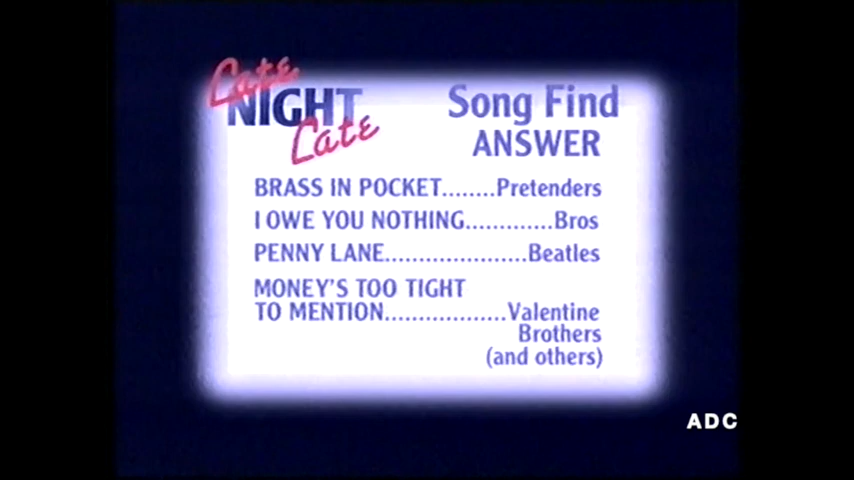 Late
NIGHT
Late
Song Find
ANSWER
BRASS IN POCKET........Pretenders
I OWE YOU NOTHING.............Bros
PENNY LANE.....................Beatles
MONEY'S TOO TIGHT
TO MENTION..................Valentine
Brothers
(and others)
ADC